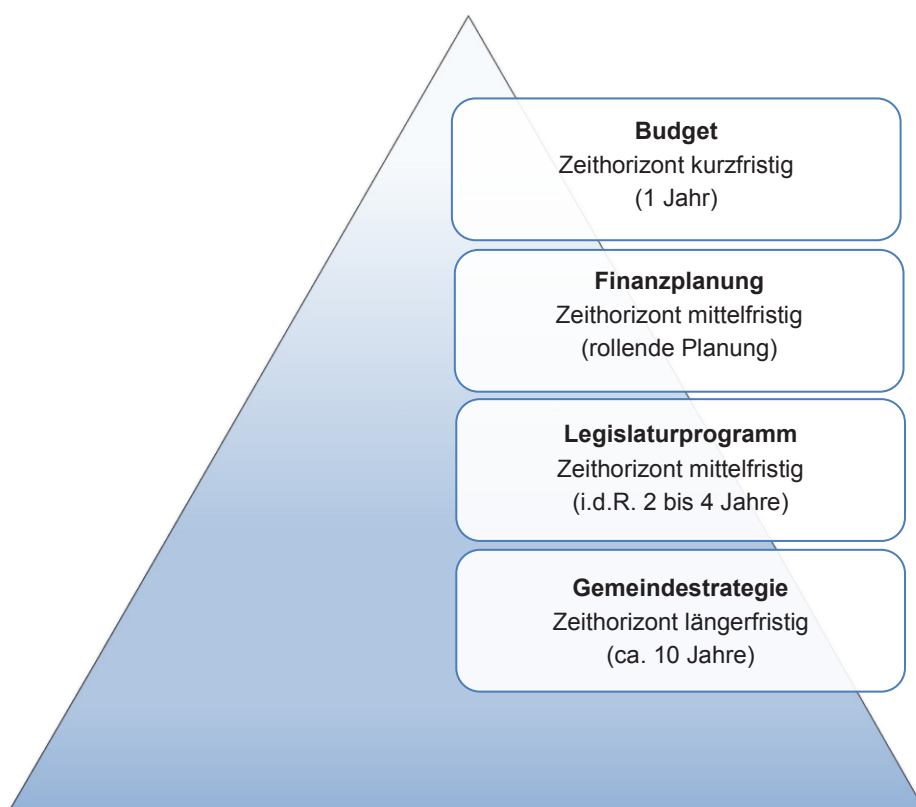 Budget
Zeithorizont kurzfristig
(1 Jahr)
Finanzplanung
Zeithorizont mittelfristig
(rollende Planung)
Legislaturprogramm
Zeithorizont mittelfristig
(i.d.R. 2 bis 4 Jahre)
Gemeindestrategie
Zeithorizont längerfristig
(ca. 10 Jahre)